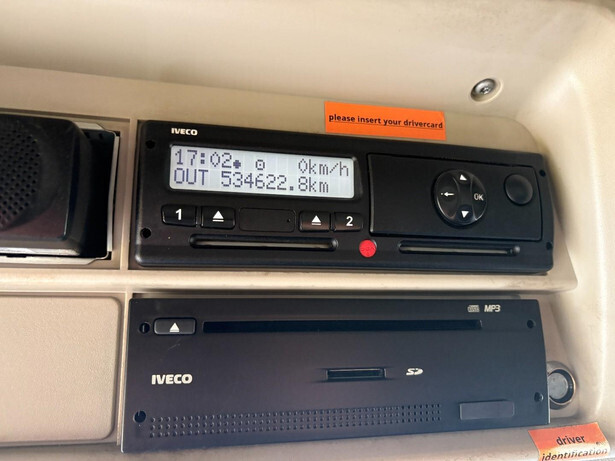 please insert your drivercard
IVECO
17:02● ⊙ 0km/h
OUT 534622.8km
OK
1 2
MP3
IVECO
SD
driver
identification